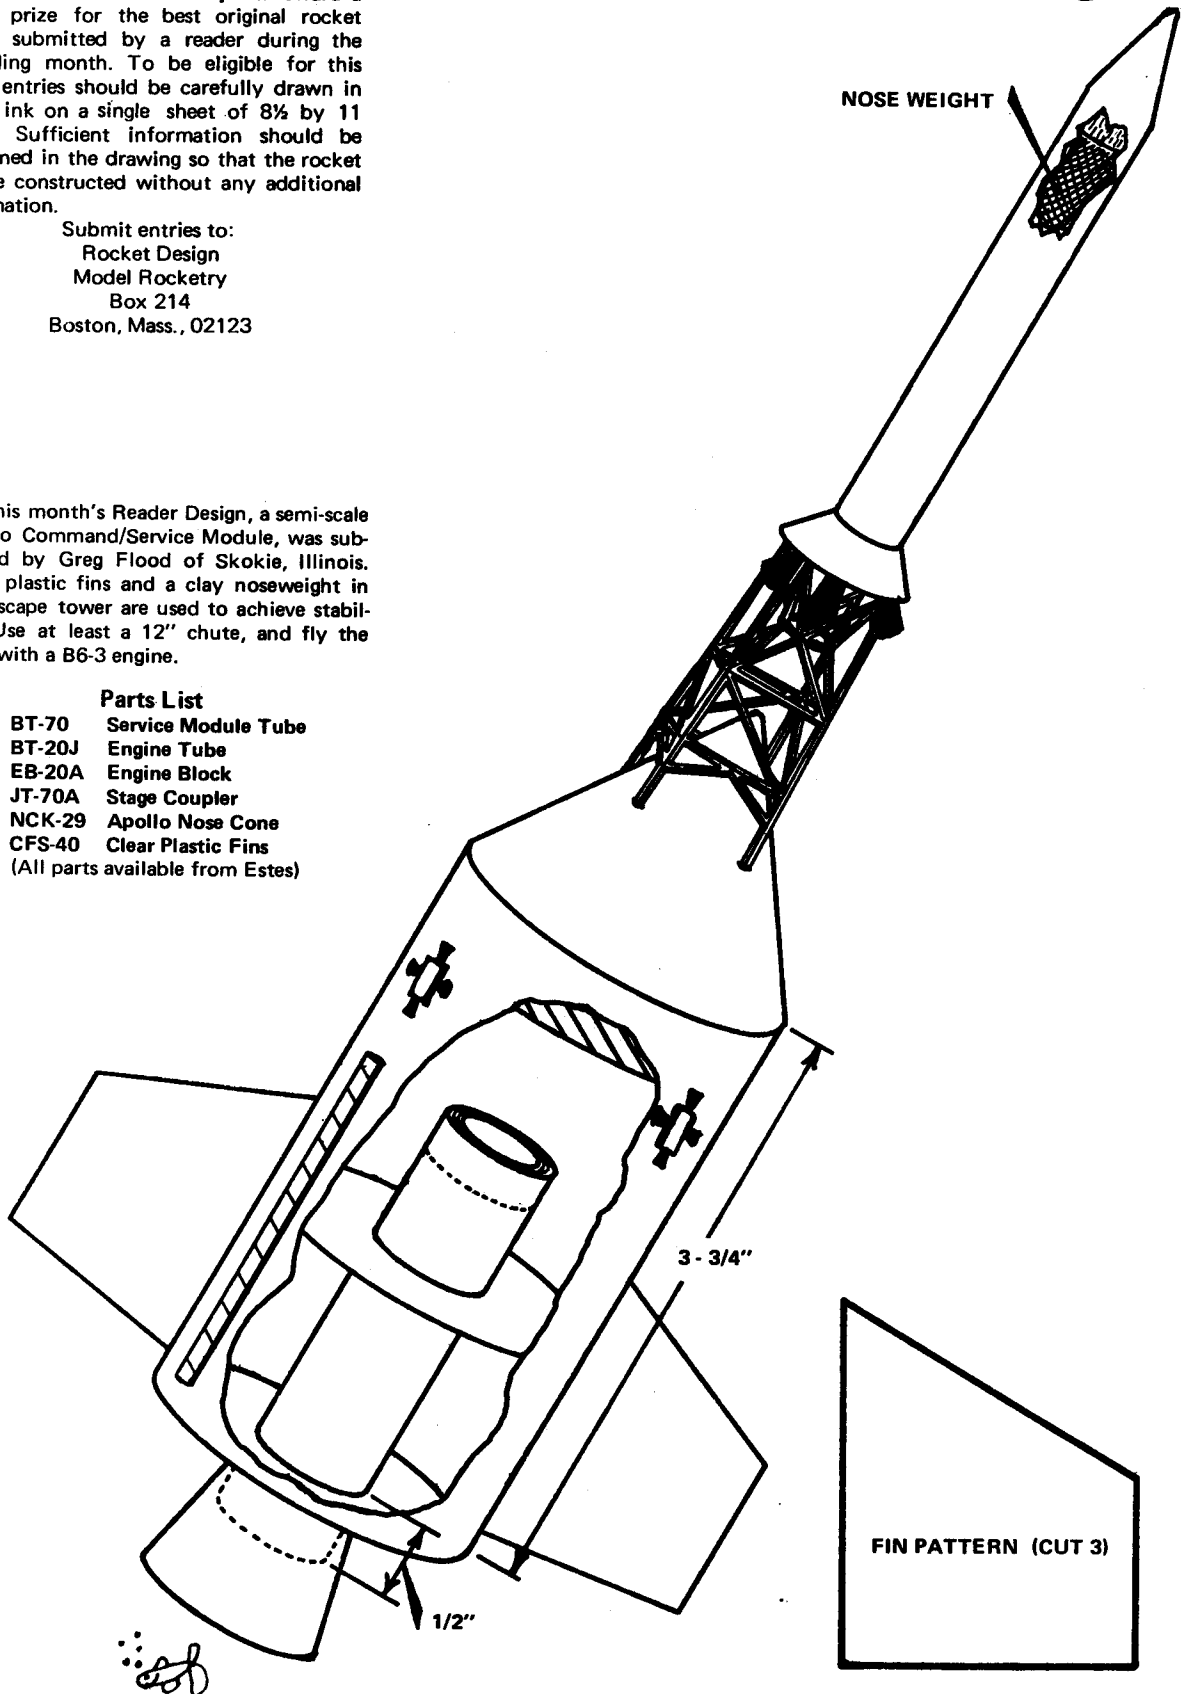 prize for the best original rocket
submitted by a reader during the
ing month. To be eligible for this
entries should be carefully drawn in
ink on a single sheet of 8½ by 11
Sufficient information should be
ned in the drawing so that the rocket
e constructed without any additional
nation.
Submit entries to:
Rocket Design
Model Rocketry
Box 214
Boston, Mass., 02123
his month's Reader Design, a semi-scale
o Command/Service Module, was sub-
d by Greg Flood of Skokie, Illinois.
plastic fins and a clay noseweight in
scape tower are used to achieve stabil-
Use at least a 12" chute, and fly the
with a B6-3 engine.
Parts List
BT-70 Service Module Tube
BT-20J Engine Tube
EB-20A Engine Block
JT-70A Stage Coupler
NCK-29 Apollo Nose Cone
CFS-40 Clear Plastic Fins
(All parts available from Estes)
NOSE WEIGHT
3 - 3/4"
1/2"
FIN PATTERN (CUT 3)